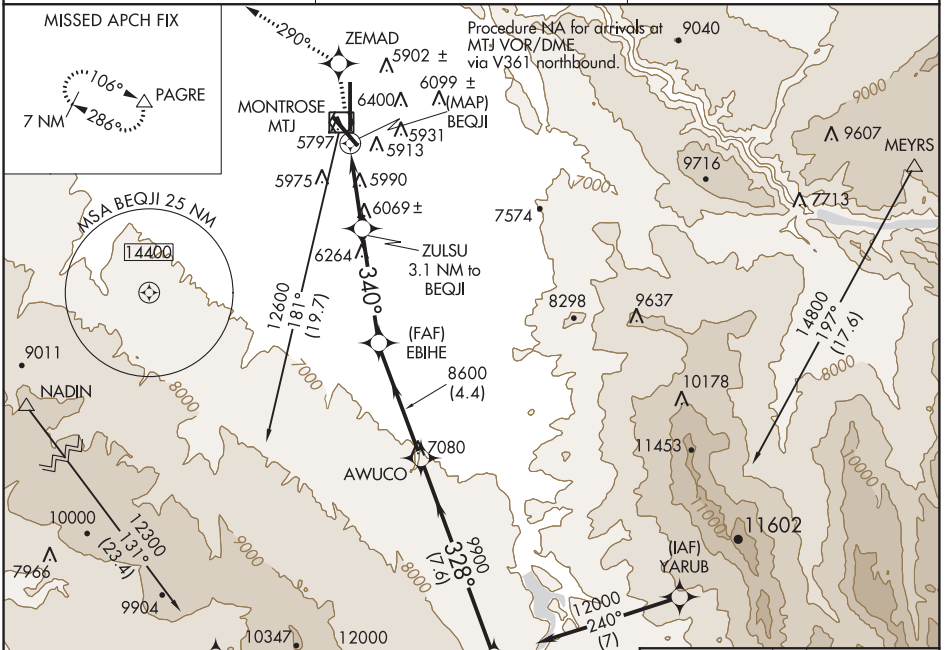 MISSED APCH FIX
106°
PAGRE
7 NM
286°
290°
ZEMAD
5902 ±
Procedure NA for arrivals at
MTJ VOR/DME
via V361 northbound.
9040
6099 ±
6400
(MAP)
BEQJI
MONTROSE
MTJ
5797
5931
5913
5975
5990
6069 ±
6264
ZULSU
3.1 NM to
BEQJI
9000
9607
MEYRS
9716
7713
7000
7574
MSA BEQJI 25 NM
14400
12600
181°
(19.7)
340°
(FAF)
EBIHE
8298
9637
14800
197°
(17.6)
8000
9011
8000
7000
NADIN
8600
(4.4)
10178
7080
AWUCO
11453
10000
11000
11602
10000
12300
131°
(23.4)
9000
8000
9900
328°
(7.6)
(IAF)
YARUB
7966
9904
12000
240°
(7)
10347
12000